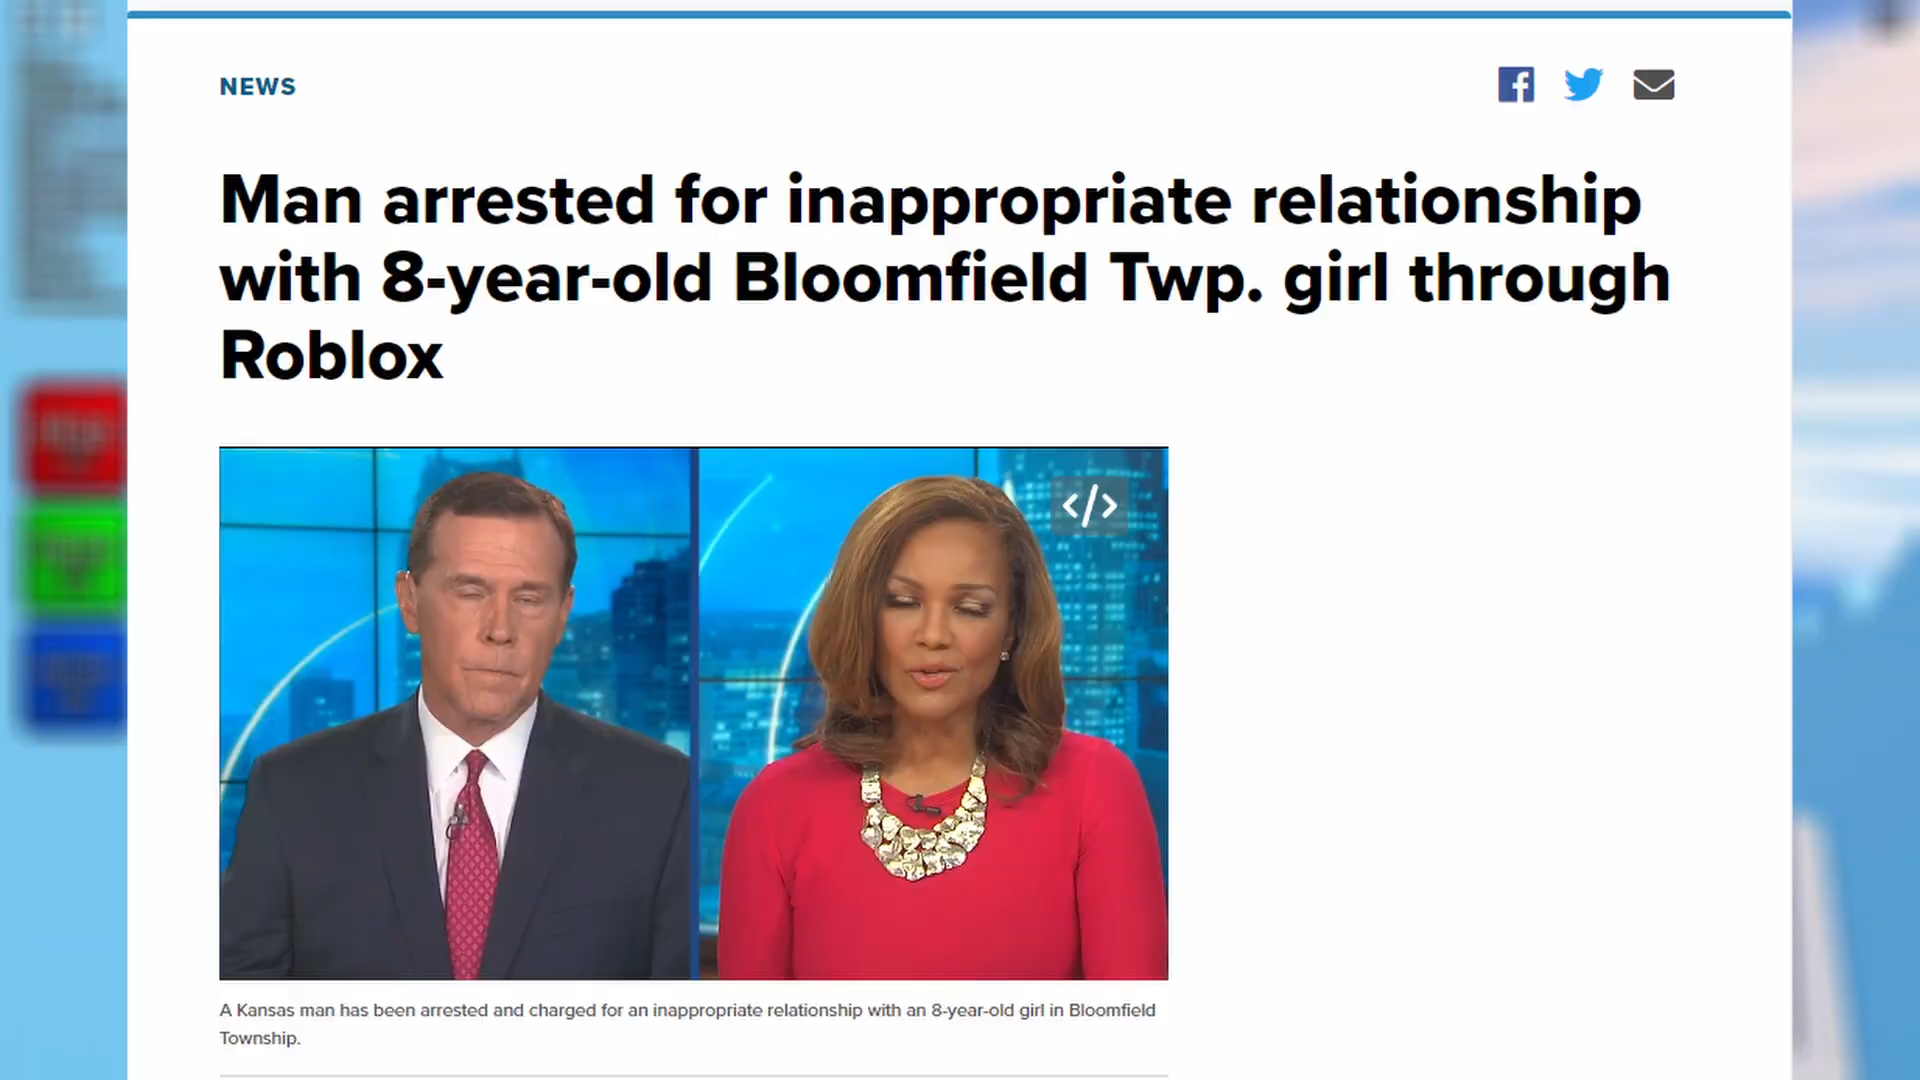 NEWS
Man arrested for inappropriate relationship
with 8-year-old Bloomfield Twp. girl through
Roblox
</>
A Kansas man has been arrested and charged for an inappropriate relationship with an 8-year-old girl in Bloomfield
Township.